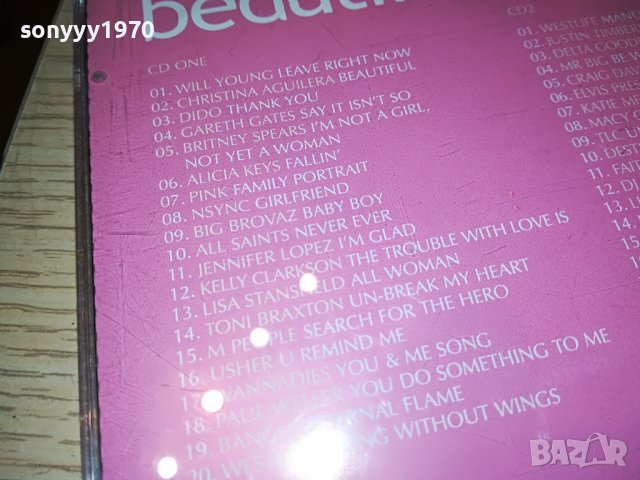 sonyyy1970
CD ONE
01. WILL YOUNG LEAVE RIGHT NOW
02. CHRISTINA AGUILERA BEAUTIFUL
03. DIDO THANK YOU
04. GARETH GATES SAY IT ISN'T SO
05. BRITNEY SPEARS I'M NOT A GIRL,
NOT YET A WOMAN
06. ALICIA KEYS FALLIN'
07. PINK FAMILY PORTRAIT
08. NSYNC GIRLFRIEND
09. BIG BROVAZ BABY BOY
10. ALL SAINTS NEVER EVER
11. JENNIFER LOPEZ I'M GLAD
12. KELLY CLARKSON THE TROUBLE WITH LOVE IS
13. LISA STANSFIELD ALL WOMAN
14. TONI BRAXTON UN-BREAK MY HEART
15. M PEOPLE SEARCH FOR THE HERO
16. USHER U REMIND ME
17. WANNADIES YOU & ME SONG
18. PAUL WELLER YOU DO SOMETHING TO ME
19. FLAME
20. WITHOUT WINGS
CD2
01. WESTLIFE
02. JUSTIN
03. DELTA
04. MR BIG BE
05. CRAIG
06. ELVIS
07. KATIE
08. MACY
09. TLC
10.
11.
12.
13.
14.
BAZAR
.bg